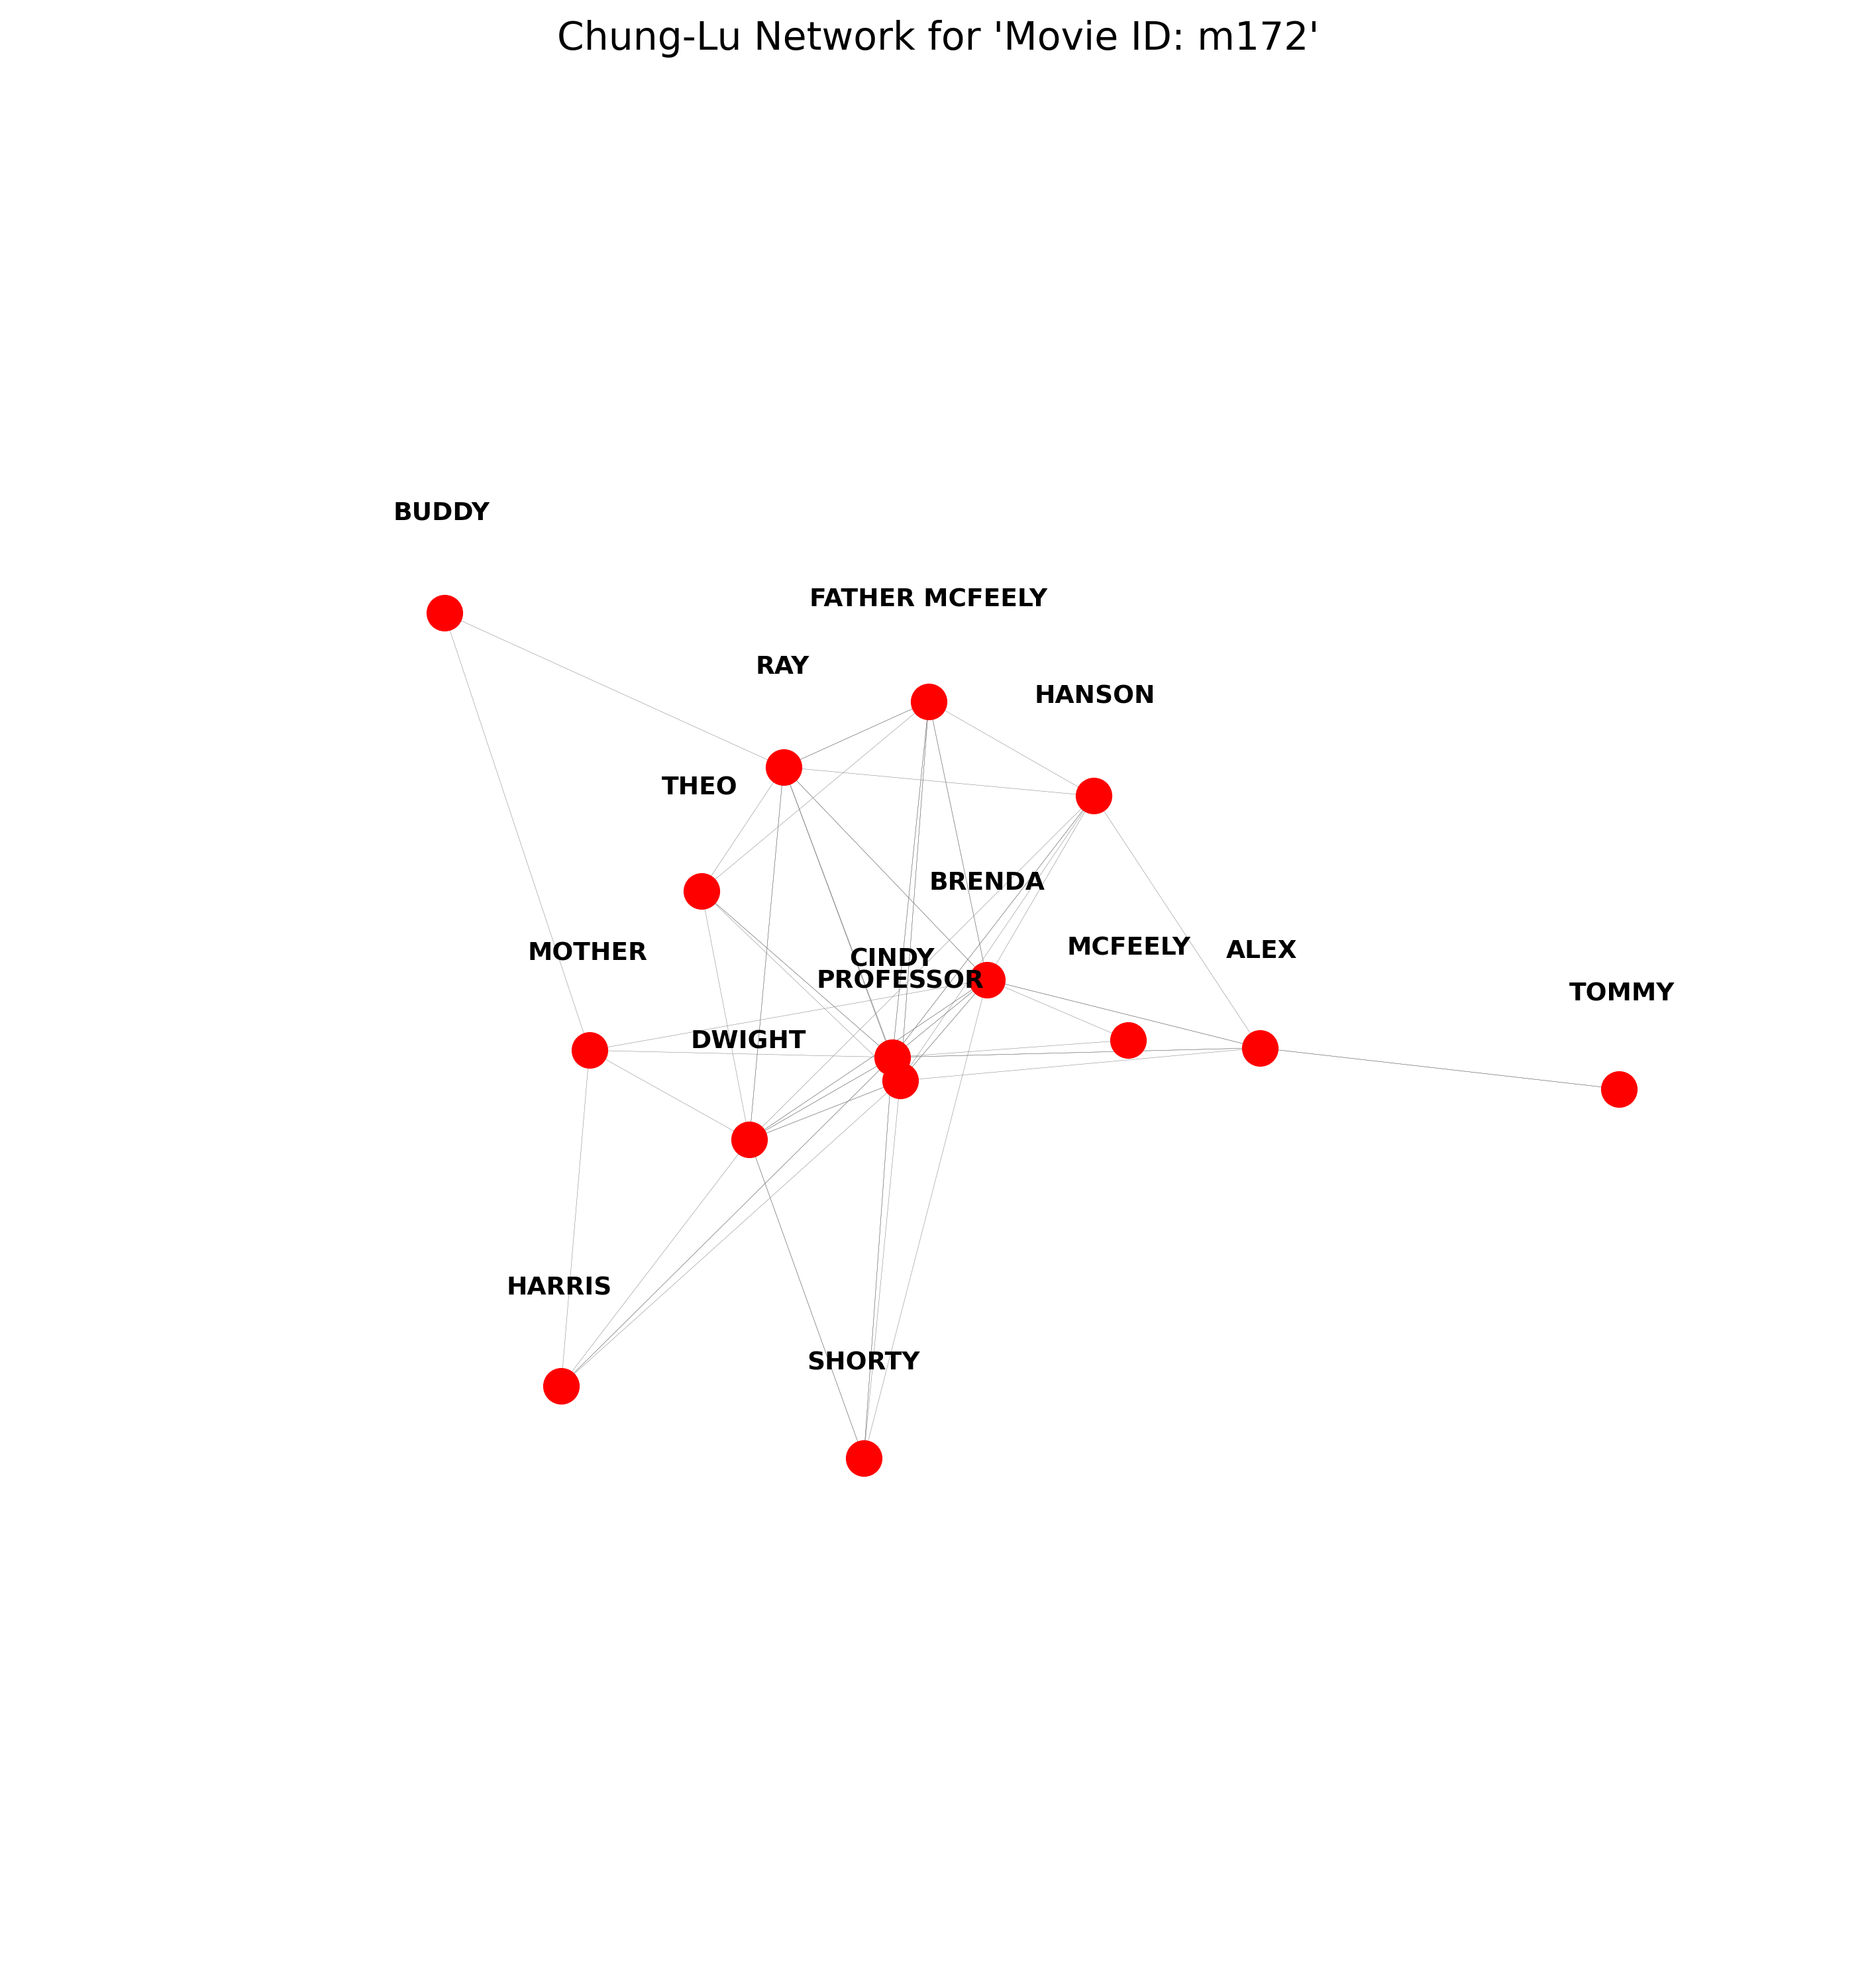 Chung-Lu Network for 'Movie ID: m172'
BUDDY
FATHER MCFEELY
RAY
HANSON
THEO
BRENDA
MCFEELY
ALEX
MOTHER
CINDY
PROFESSOR
TOMMY
DWIGHT
HARRIS
SHORTY